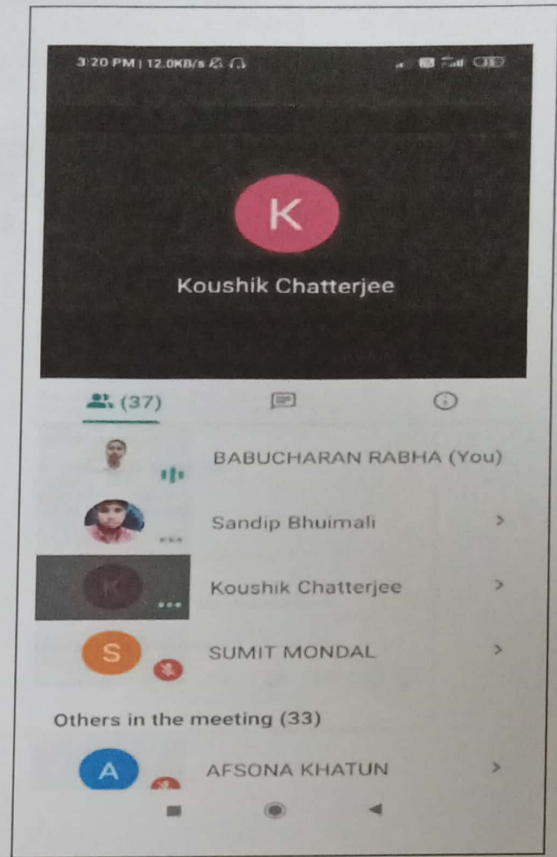 3:20 PM | 12.0KB/s
K
Koushik Chatterjee
(37)
BABUCHARAN RABHA (You)
Sandip Bhuimali
K
Koushik Chatterjee
S
SUMIT MONDAL
Others in the meeting (33)
A
AFSONA KHATUN